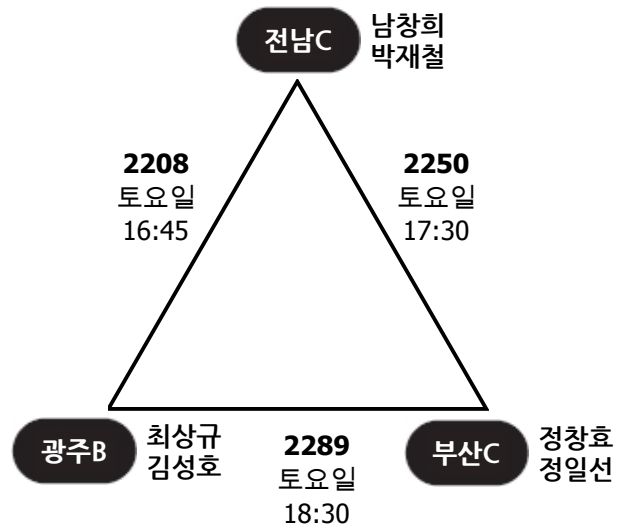 전남C
남창희
박재철
2208
토요일
16:45
2250
토요일
17:30
광주B
최상규
김성호
2289
토요일
18:30
부산C
정창효
정일선